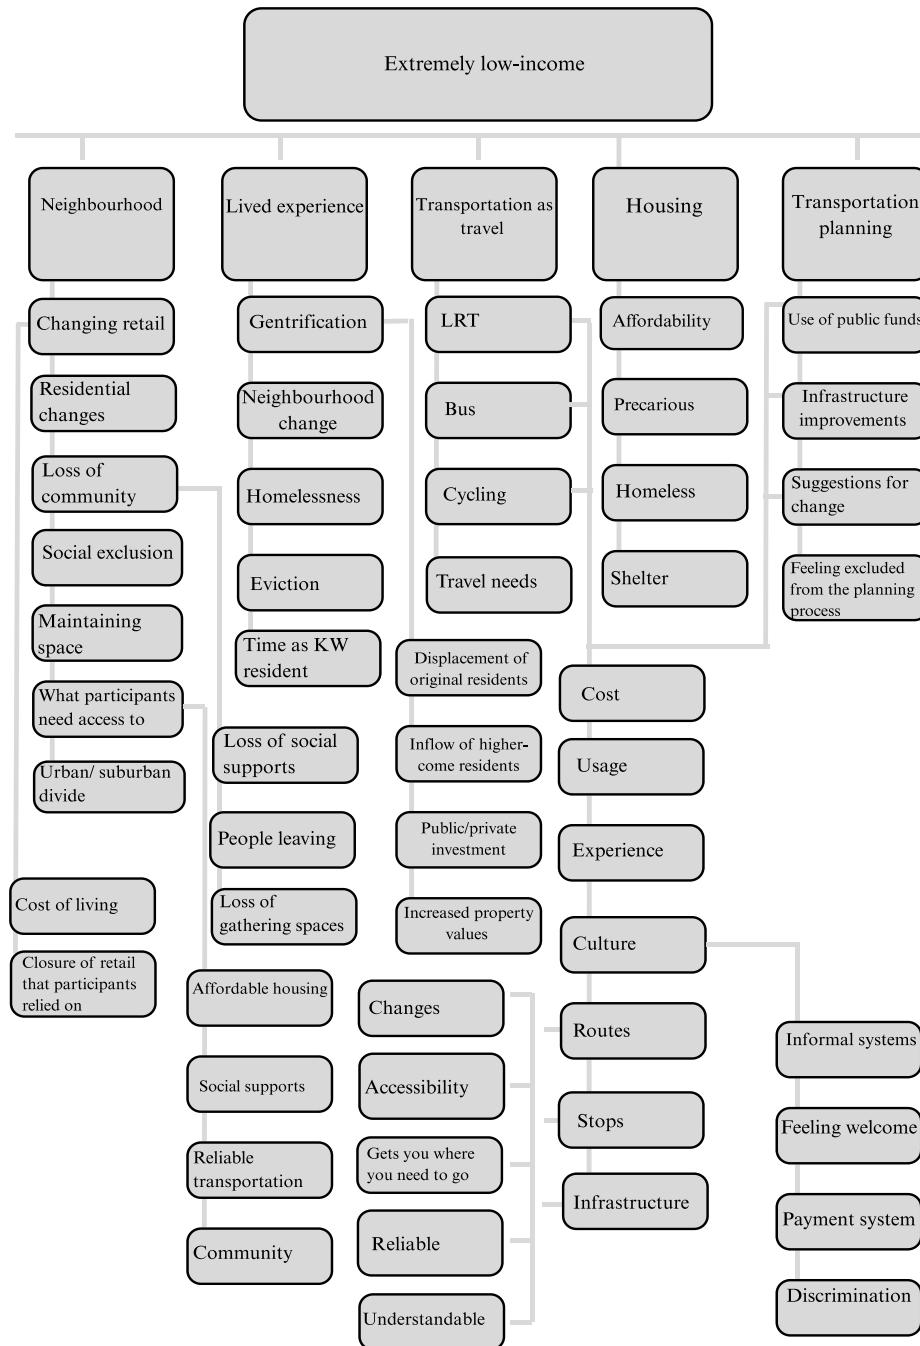 Extremely low-income
Neighbourhood
Lived experience
Transportation as
travel
Housing
Transportation
planning
Changing retail
Residential
changes
Loss of
community
Social exclusion
Maintaining
space
What participants
need access to
Urban/ suburban
divide
Cost of living
Closure of retail
that participants
relied on
Gentrification
Neighbourhood
change
Homelessness
Eviction
Time as KW
resident
Loss of social
supports
People leaving
Loss of
gathering spaces
Affordable housing
Social supports
Reliable
transportation
Community
LRT
Bus
Cycling
Travel needs
Displacement of
original residents
Inflow of higher-
come residents
Public/private
investment
Increased property
values
Changes
Accessibility
Gets you where
you need to go
Reliable
Understandable
Affordability
Precarious
Homeless
Shelter
Cost
Usage
Experience
Culture
Routes
Stops
Infrastructure
Use of public funds
Infrastructure
improvements
Suggestions for
change
Feeling excluded
from the planning
process
Informal systems
Feeling welcome
Payment system
Discrimination